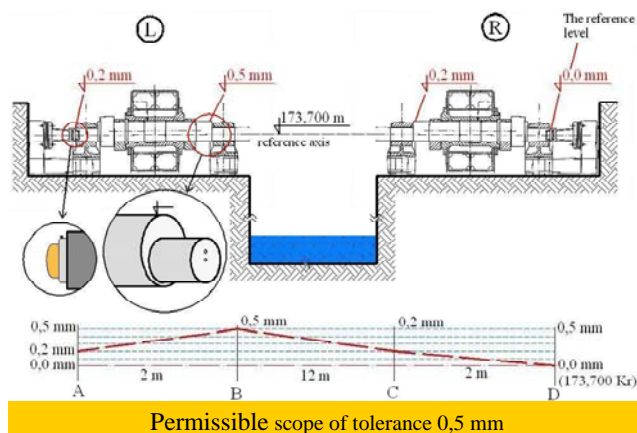 L
R
The reference
level
0,2 mm
0,5 mm
0,2 mm
0,0 mm
173,700 m
reference axis
0,5 mm
0,5 mm
0,2 mm
0,5 mm
0,2 mm
0,0 mm
0,0 mm
2 m
12 m
2 m
(173,700 Kr)
A
B
C
D
Permissible scope of tolerance 0,5 mm